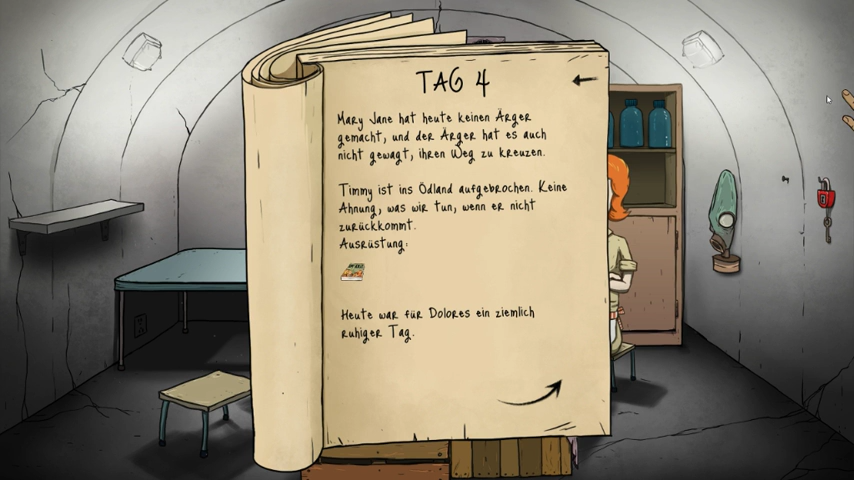 TAG 4
Mary Jane hat heute keinen Ärger
gemacht, und der Ärger hat es auch
nicht gewagt, ihren Weg zu kreuzen.
Timmy ist ins Ödland aufgebrochen. Keine
Ahnung, was wir tun, wenn er nicht
zurückkommt.
Ausrüstung:
Heute war für Dolores ein ziemlich
ruhiger Tag.